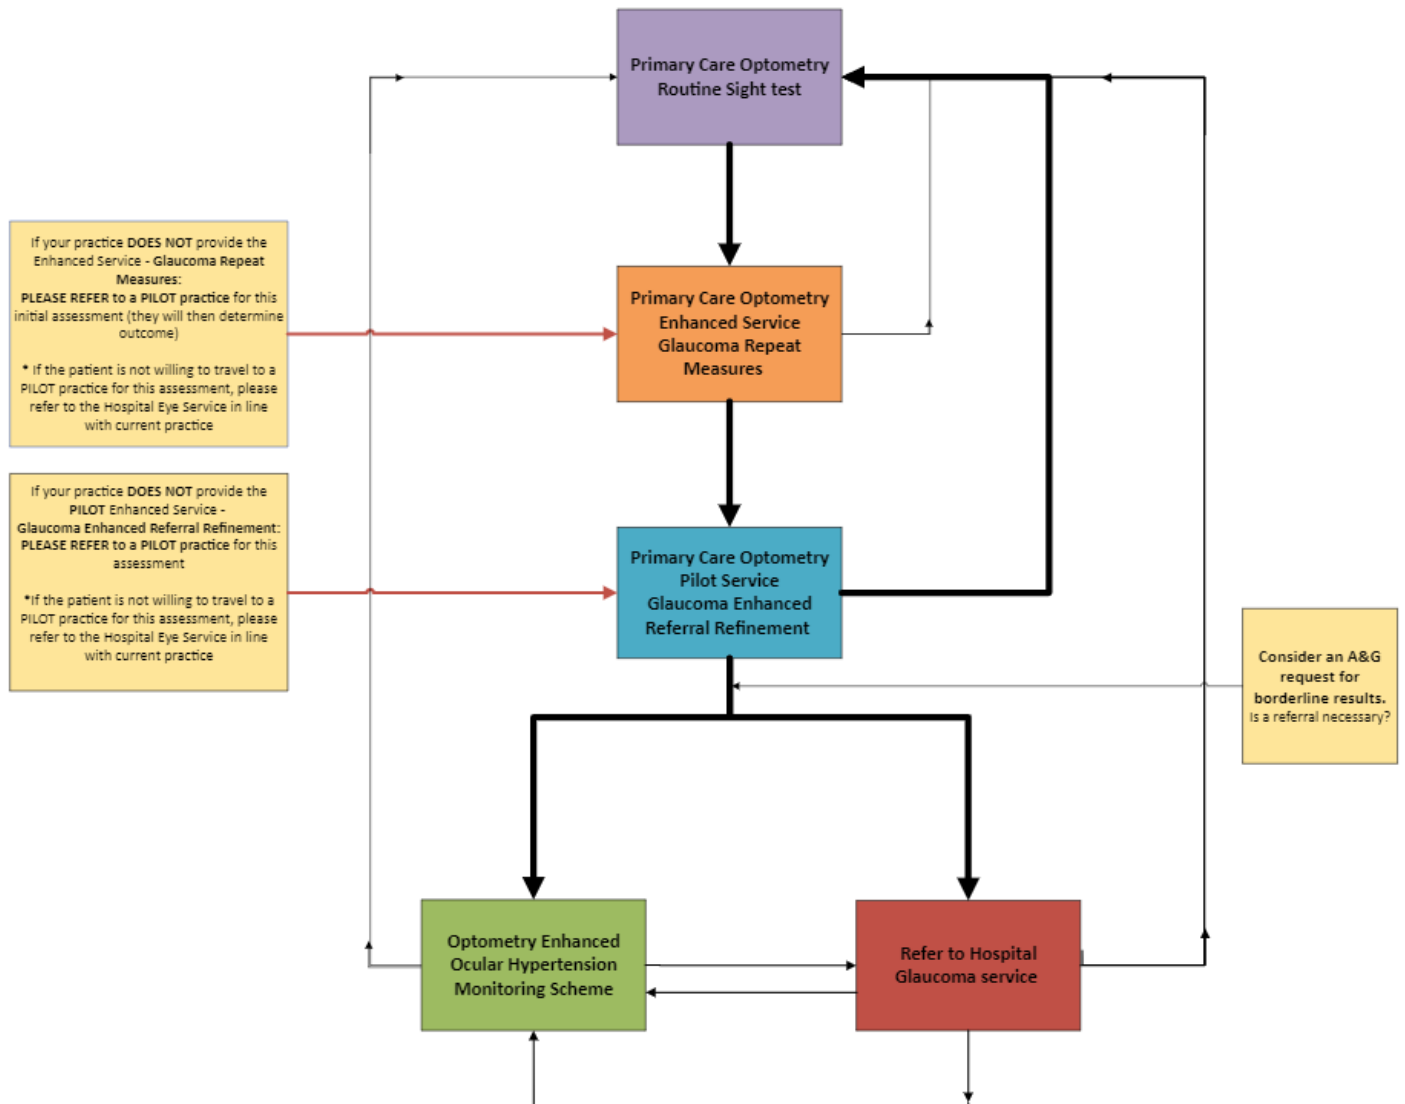 Primary Care Optometry
Routine Sight test
If your practice DOES NOT provide the
Enhanced Service - Glaucoma Repeat
Measures:
PLEASE REFER to a PILOT practice for this
initial assessment (they will then determine
outcome)
* If the patient is not willing to travel to a
PILOT practice for this assessment, please
refer to the Hospital Eye Service in line
with current practice
Primary Care Optometry
Enhanced Service
Glaucoma Repeat
Measures
If your practice DOES NOT provide the
PILOT Enhanced Service -
Glaucoma Enhanced Referral Refinement:
PLEASE REFER to a PILOT practice for this
assessment
*If the patient is not willing to travel to a
PILOT practice for this assessment, please
refer to the Hospital Eye Service in line
with current practice
Primary Care Optometry
Pilot Service
Glaucoma Enhanced
Referral Refinement
Consider an A&G
request for
borderline results.
Is a referral necessary?
Optometry Enhanced
Ocular Hypertension
Monitoring Scheme
Refer to Hospital
Glaucoma service